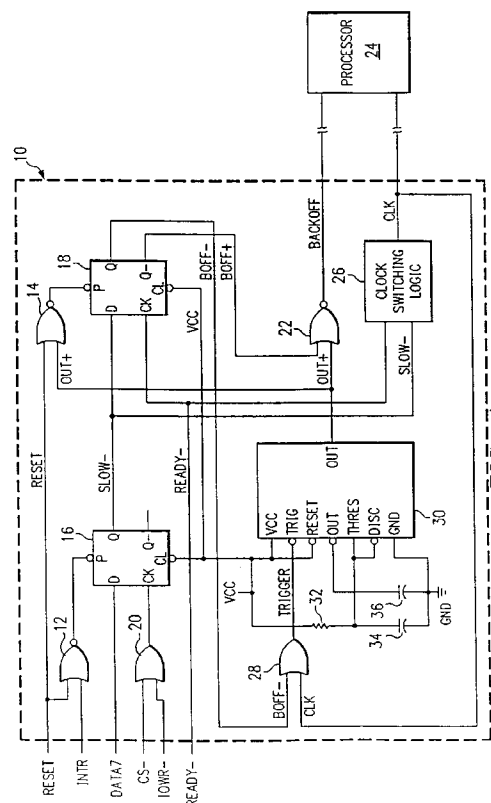 10
RESET
RESET
INTR
12
DATA7
CS-
IOWR-
20
READY-
16
P
D
Q
CK
Q-
CL
SLOW-
READY-
14
OUT+
18
P
D
Q
CK
Q-
CL
VCC
BOFF-
BOFF+
22
OUT+
BACKOFF
PROCESSOR
24
26
CLOCK
SWITCHING
LOGIC
CLK
SLOW-
VCC
TRIGGER
28
BOFF-
CLK
32
34
36
GND
VCC
TRIG
RESET
OUT
THRES
DISC
GND
OUT
30